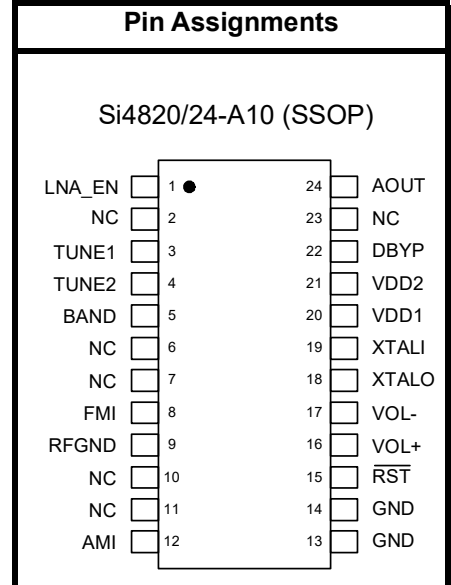 Pin Assignments
Si4820/24-A10 (SSOP)
LNA_EN 1 24 AOUT
NC 2 23 NC
TUNE1 3 22 DBYP
TUNE2 4 21 VDD2
BAND 5 20 VDD1
NC 6 19 XTALI
NC 7 18 XTALO
FMI 8 17 VOL-
RFGND 9 16 VOL+
NC 10 15 RST
NC 11 14 GND
AMI 12 13 GND